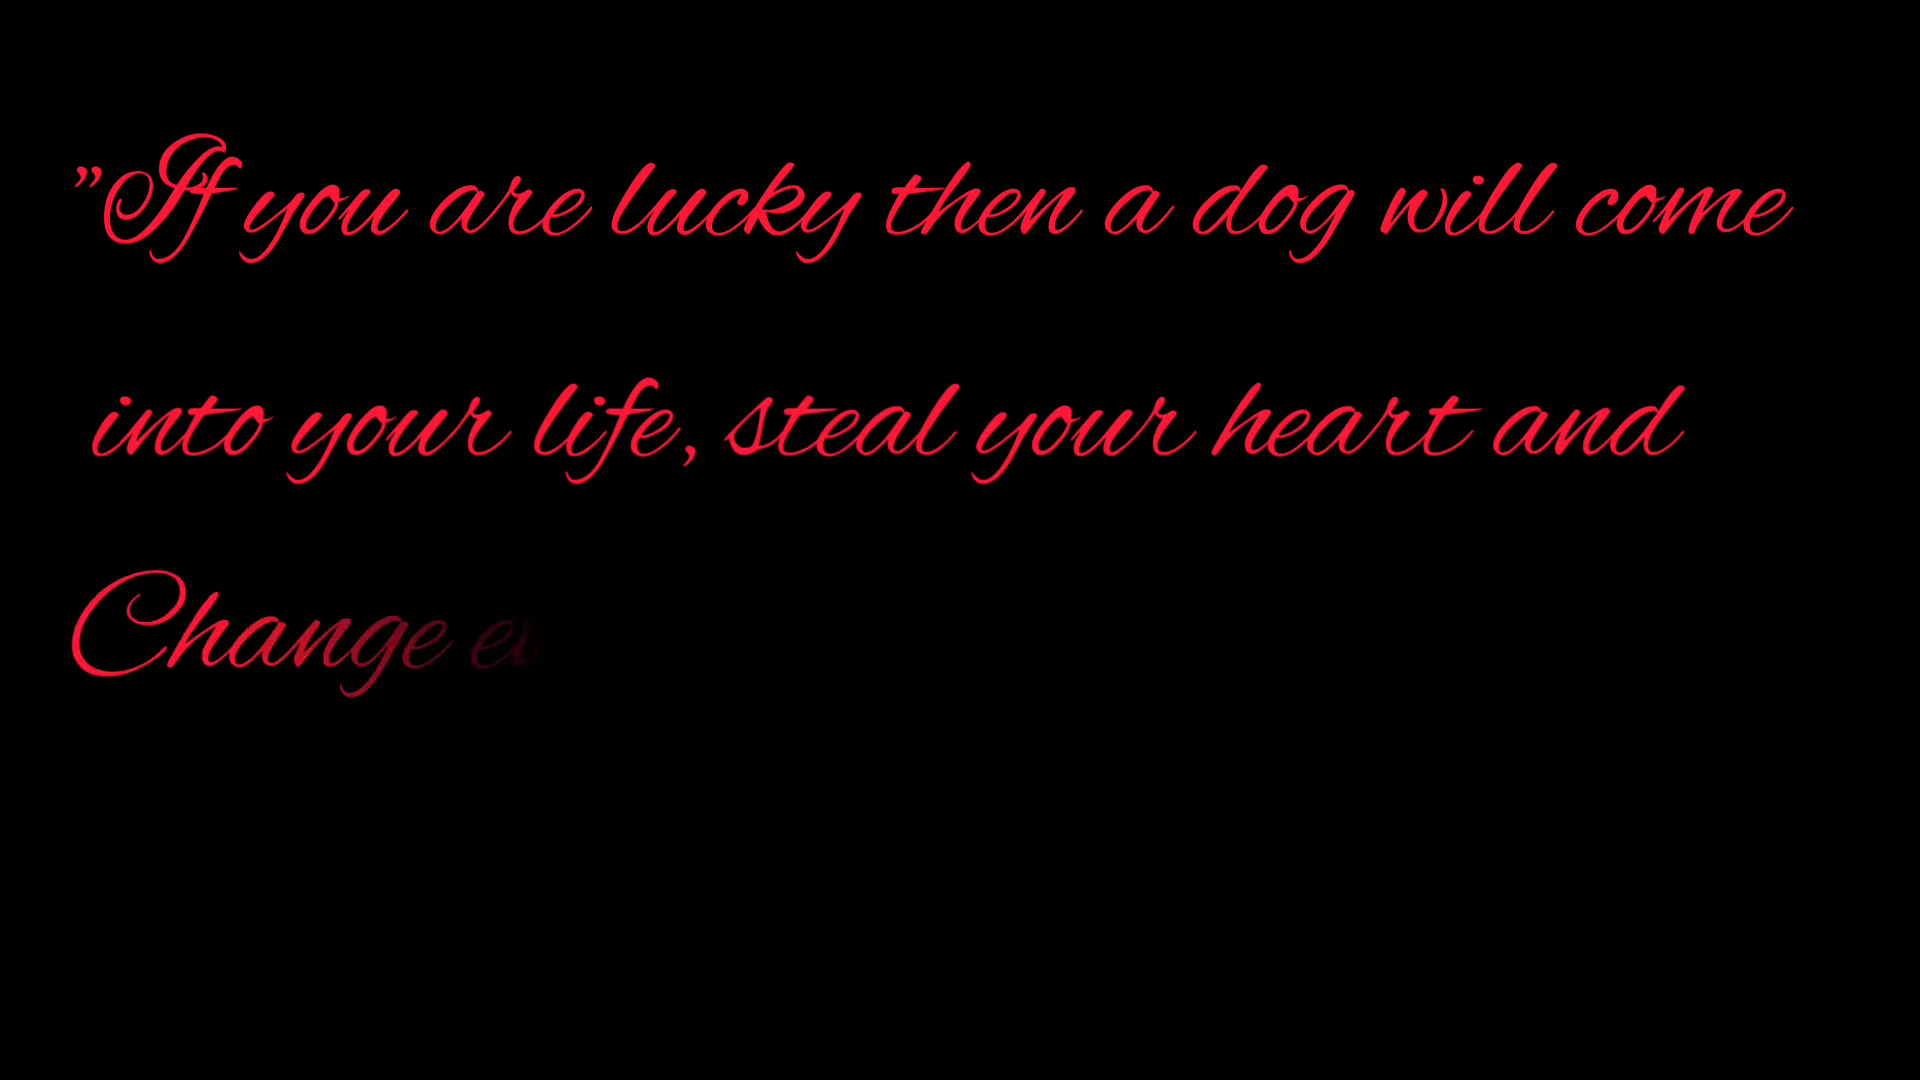 ”If you are lucky then a dog will come
into your life, steal your heart and
Change